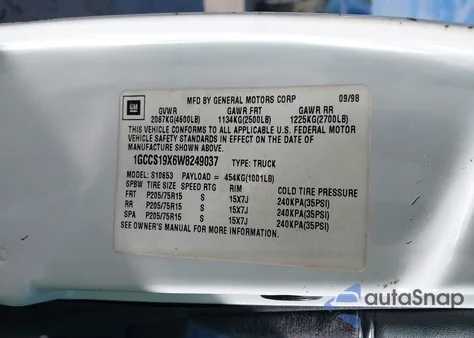 MFD BY GENERAL MOTORS CORP 09/98
GM
GVWR GAWR FRT GAWR RR
2087KG(4600LB) 1134KG(2500LB) 1225KG(2700LB)
THIS VEHICLE CONFORMS TO ALL APPLICABLE U.S. FEDERAL MOTOR
VEHICLE SAFETY STANDARDS IN EFFECT ON THE DATE OF
MANUFACTURE SHOWN ABOVE.
1GCCS19X6W8249037 TYPE: TRUCK
MODEL: S10653 PAYLOAD = 454KG(1001LB)
SPBW TIRE SIZE SPEED RTG RIM COLD TIRE PRESSURE
FRT P205/75R15 S 15X7J 240KPA(35PSI)
RR P205/75R15 S 15X7J 240KPA(35PSI)
SPA P205/75R15 S 15X7J 240KPA(35PSI)
SEE OWNER'S MANUAL FOR MORE INFORMATION.
autoSnap